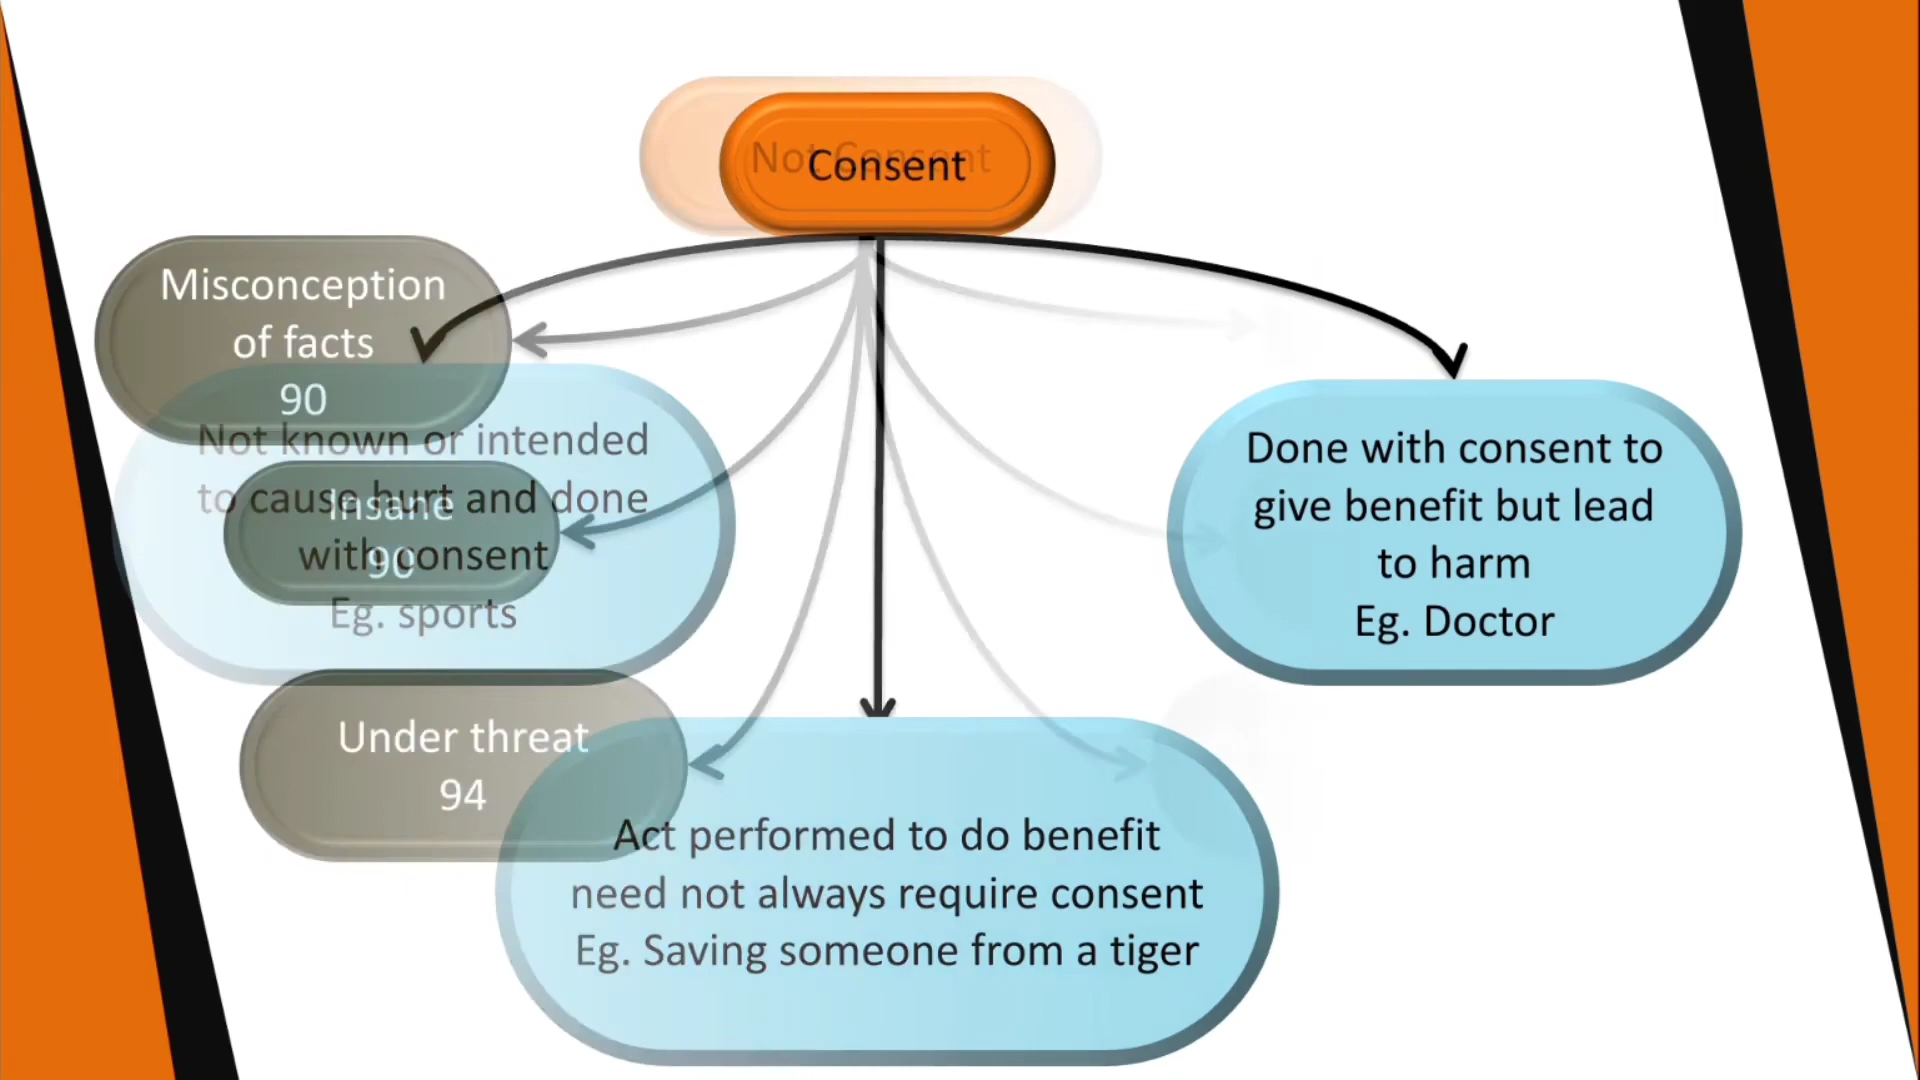 Not Consent
Consent
Misconception
of facts
90
Not known or intended
to cause hurt and done
with consent
Eg. sports
Insane
90
Under threat
94
Act performed to do benefit
need not always require consent
Eg. Saving someone from a tiger
Done with consent to
give benefit but lead
to harm
Eg. Doctor